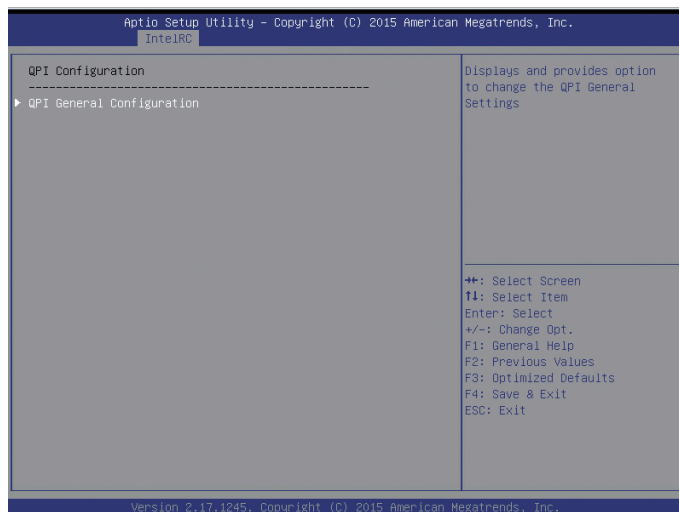 Aptio Setup Utility – Copyright (C) 2015 American Megatrends, Inc.
IntelRC
QPI Configuration
--------------------------------------------------
▶ QPI General Configuration
Displays and provides option
to change the QPI General
Settings
→←: Select Screen
↑↓: Select Item
Enter: Select
+/-: Change Opt.
F1: General Help
F2: Previous Values
F3: Optimized Defaults
F4: Save & Exit
ESC: Exit
Version 2.17.1245. Copyright (C) 2015 American Megatrends, Inc.